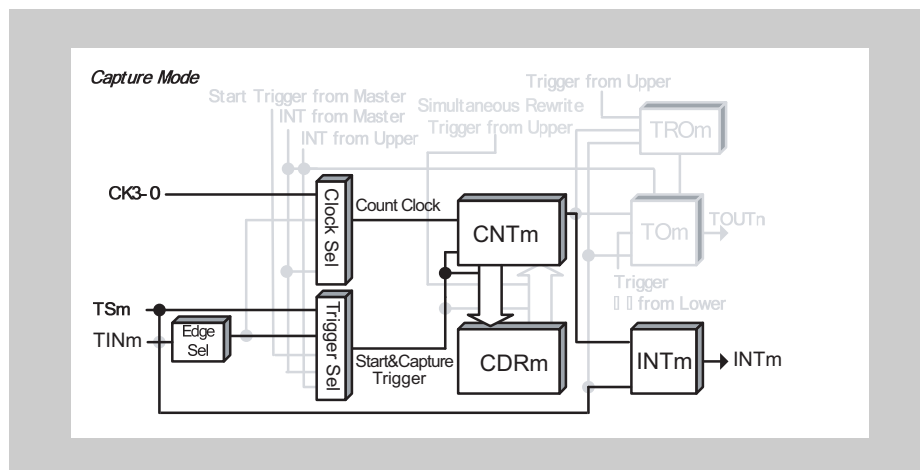 Capture Mode
Trigger from Upper
Start Trigger from Master
Simultaneous Rewrite
INT from Master
Trigger from Upper
INT from Upper
TROm
CK3-0
Clock Sel
Count Clock
CNTm
TOm
TOUTn
Trigger
from Lower
TSm
TINm
Edge
Sel
Trigger Sel
Start&Capture
Trigger
CDRm
INTm
INTm